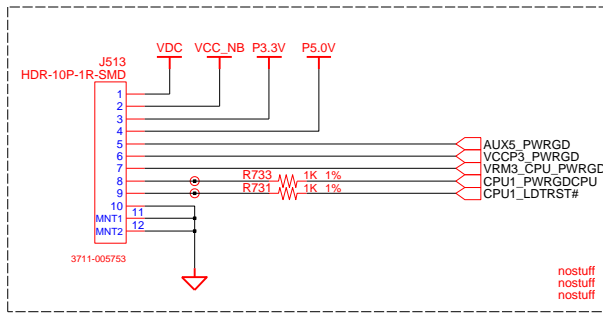 J513
HDR-10P-1R-SMD
VDC
VCC_NB
P3.3V
P5.0V
1
2
3
4
5
AUX5_PWRGD
6
VCCP3_PWRGD
7
VRM3_CPU_PWRGD
8
R733
1K 1%
CPU1_PWRGDCPU
9
R731
1K 1%
CPU1_LDTRST#
10
MNT1
11
MNT2
12
3711-005753
nostuff
nostuff
nostuff